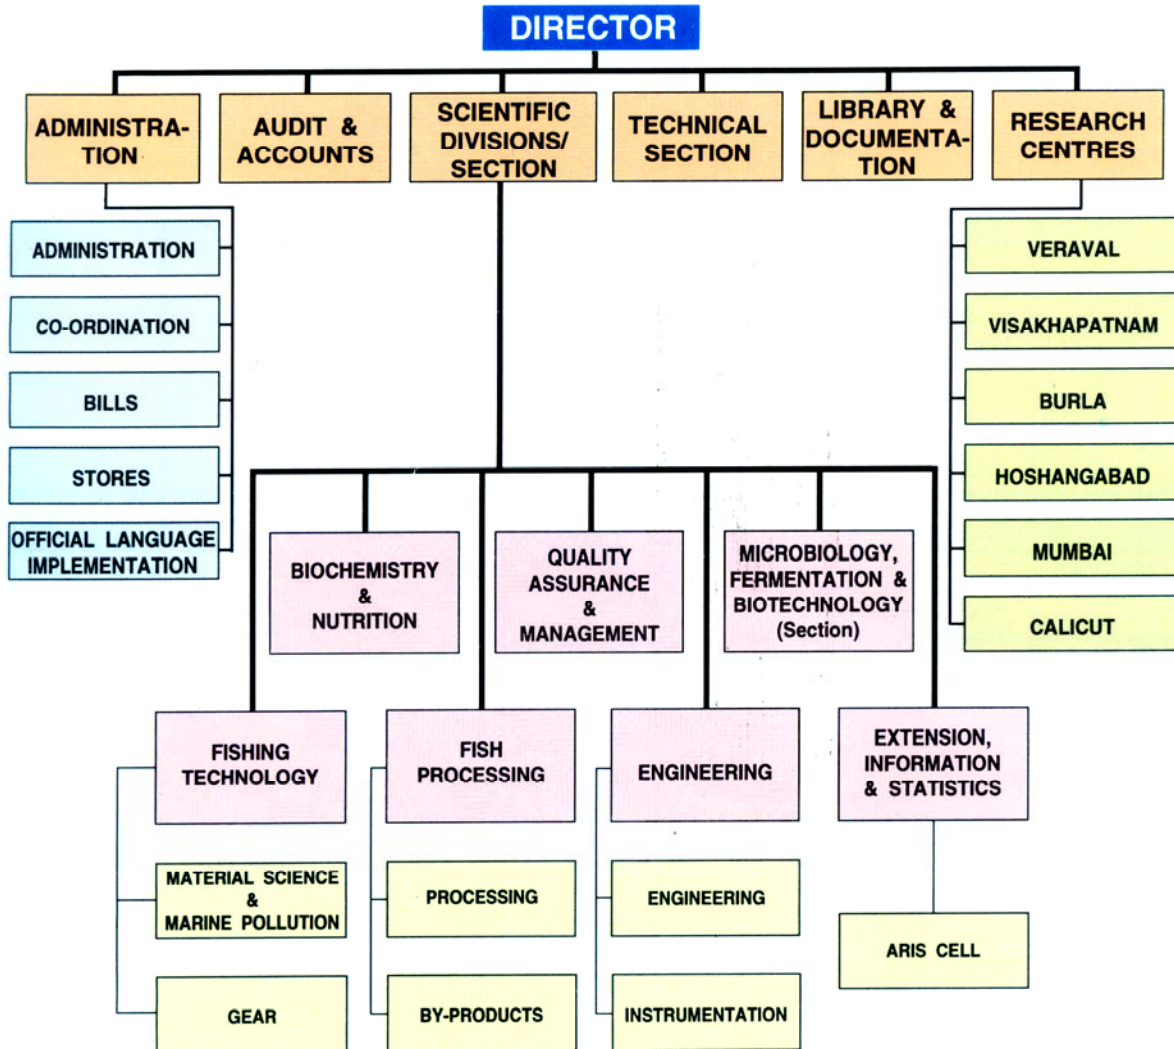 DIRECTOR
ADMINISTRA-
TION
AUDIT &
ACCOUNTS
SCIENTIFIC
DIVISIONS/
SECTION
TECHNICAL
SECTION
LIBRARY &
DOCUMENTA-
TION
RESEARCH
CENTRES
ADMINISTRATION
CO-ORDINATION
BILLS
STORES
OFFICIAL LANGUAGE
IMPLEMENTATION
VERAVAL
VISAKHAPATNAM
BURLA
HOSHANGABAD
MUMBAI
CALICUT
BIOCHEMISTRY
&
NUTRITION
QUALITY
ASSURANCE
&
MANAGEMENT
MICROBIOLOGY,
FERMENTATION &
BIOTECHNOLOGY
(Section)
FISHING
TECHNOLOGY
FISH
PROCESSING
ENGINEERING
EXTENSION,
INFORMATION
& STATISTICS
MATERIAL SCIENCE
&
MARINE POLLUTION
PROCESSING
ENGINEERING
ARIS CELL
GEAR
BY-PRODUCTS
INSTRUMENTATION